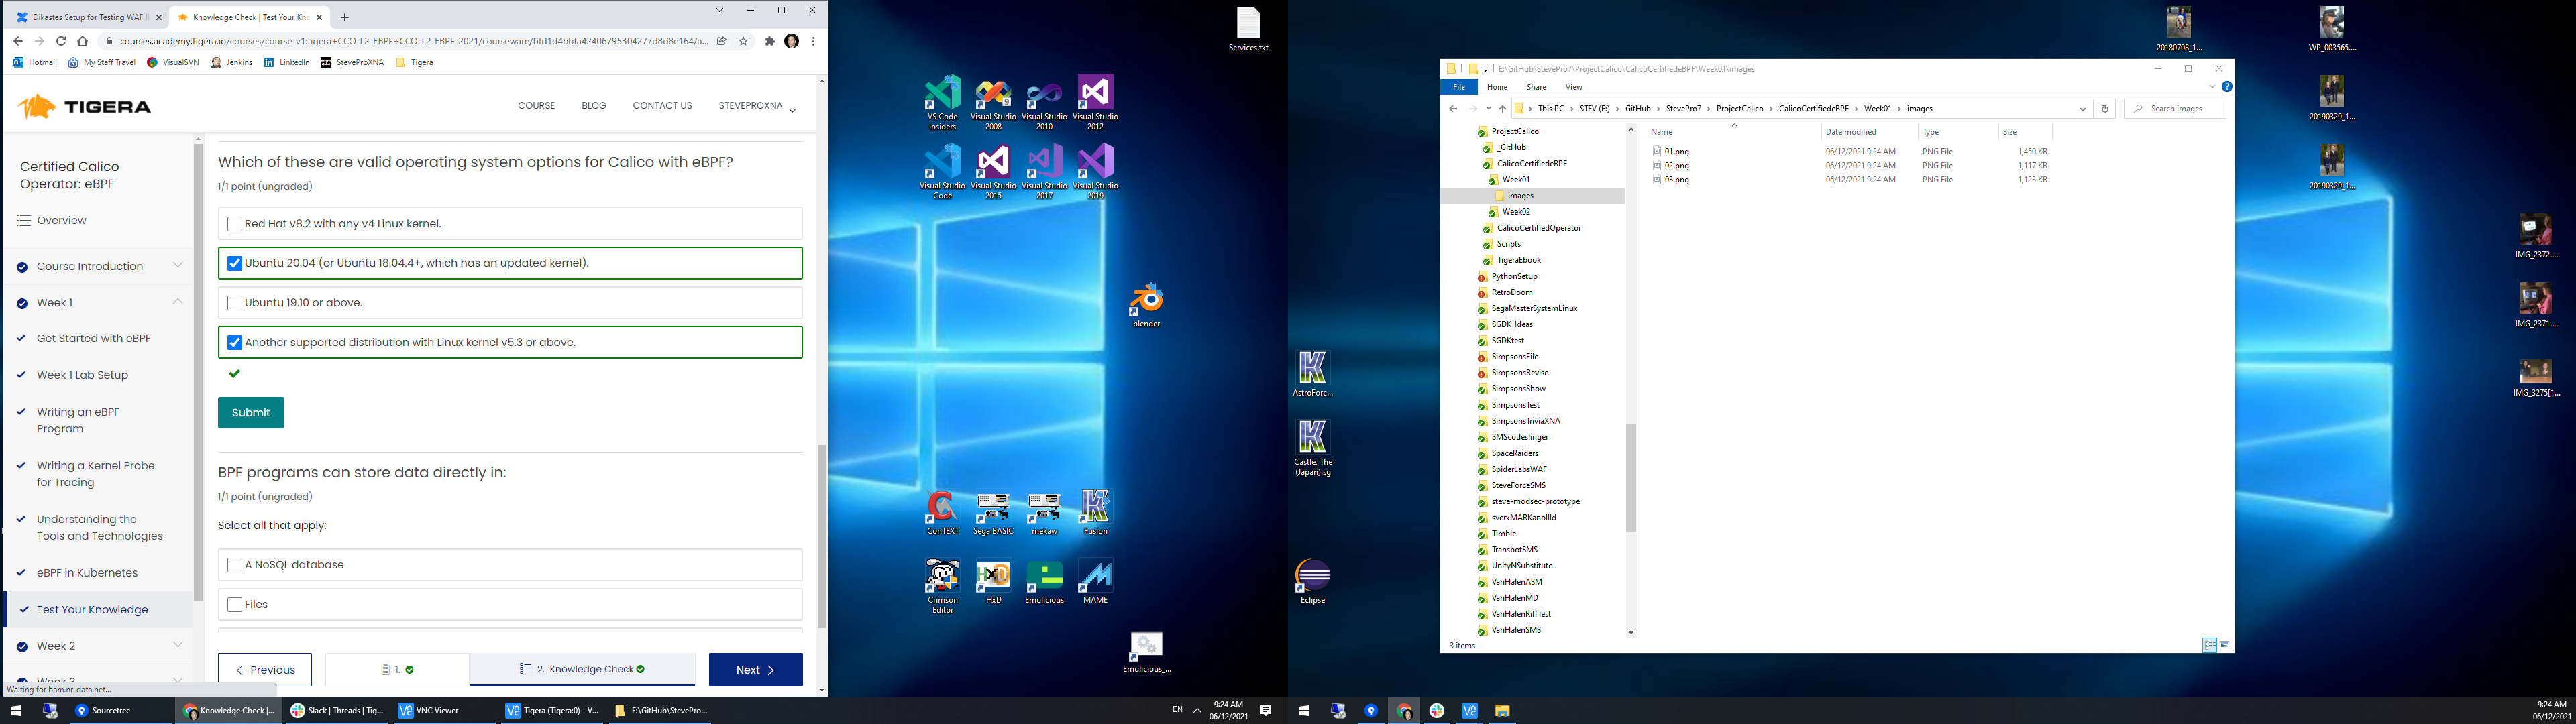 Dikastes Setup for Testing WAF
Knowledge Check | Test Your Kno
courses.academy.tigera.io/courses/course-v1:tigera+CCO-L2-EBPF+CCO-L2-EBPF-2021/courseware/bfd1d4bbfa42406795304277d8d8e164/a...
Hotmail
My Staff Travel
VisualSVN
Jenkins
LinkedIn
SteveProXNA
Tigera
TIGERA
COURSE
BLOG
CONTACT US
STEVEPROXNA
Certified Calico
Operator: eBPF
Overview
Course Introduction
Week 1
Get Started with eBPF
Week 1 Lab Setup
Writing an eBPF
Program
Writing a Kernel Probe
for Tracing
Understanding the
Tools and Technologies
eBPF in Kubernetes
Test Your Knowledge
Week 2
Week 3
Which of these are valid operating system options for Calico with eBPF?
1/1 point (ungraded)
Red Hat v8.2 with any v4 Linux kernel.
Ubuntu 20.04 (or Ubuntu 18.04.4+, which has an updated kernel).
Ubuntu 19.10 or above.
Another supported distribution with Linux kernel v5.3 or above.
Submit
BPF programs can store data directly in:
1/1 point (ungraded)
Select all that apply:
A NoSQL database
Files
Previous
1.
2. Knowledge Check
Next
Waiting for bam.nr-data.net...
Services.txt
VS Code
Insiders
Visual Studio
2008
Visual Studio
2010
Visual Studio
2012
Visual Studio
Code
Visual Studio
2015
Visual Studio
2017
Visual Studio
2019
blender
ConTEXT
Sega BASIC
mekaw
Fusion
Crimson
Editor
HxD
Emulicious
MAME
Emulicious_...
Sourcetree
Knowledge Check |...
Slack | Threads | Tig...
VNC Viewer
Tigera (Tigera:0) - V...
E:\GitHub\StevePro...
EN
9:24 AM
06/12/2021
AstroForc...
Castle, The
(Japan).sg
Eclipse
E:\GitHub\StevePro7\ProjectCalico\CalicoCertifiedeBPF\Week01\images
File
Home
Share
View
This PC
STEV (E:)
GitHub
StevePro7
ProjectCalico
CalicoCertifiedeBPF
Week01
images
Search images
ProjectCalico
_GitHub
CalicoCertifiedeBPF
Week01
images
Week02
CalicoCertifiedOperator
Scripts
TigeraEbook
PythonSetup
RetroDoom
SegaMasterSystemLinux
SGDK_Ideas
SGDKtest
SimpsonsFile
SimpsonsRevise
SimpsonsShow
SimpsonsTest
SimpsonsTriviaXNA
SMScodeslinger
SpaceRaiders
SpiderLabsWAF
SteveForceSMS
steve-modsec-prototype
sverxMARKanoIIId
Timble
TransbotSMS
UnityNSubstitute
VanHalenASM
VanHalenMD
VanHalenRiffTest
VanHalenSMS
Name
Date modified
Type
Size
01.png
06/12/2021 9:24 AM
PNG File
1,450 KB
02.png
06/12/2021 9:24 AM
PNG File
1,117 KB
03.png
06/12/2021 9:24 AM
PNG File
1,123 KB
3 items
20180708_1...
WP_003565....
20190329_1...
20190329_1...
IMG_2372....
IMG_2371....
IMG_3275[1...
9:24 AM
06/12/2021